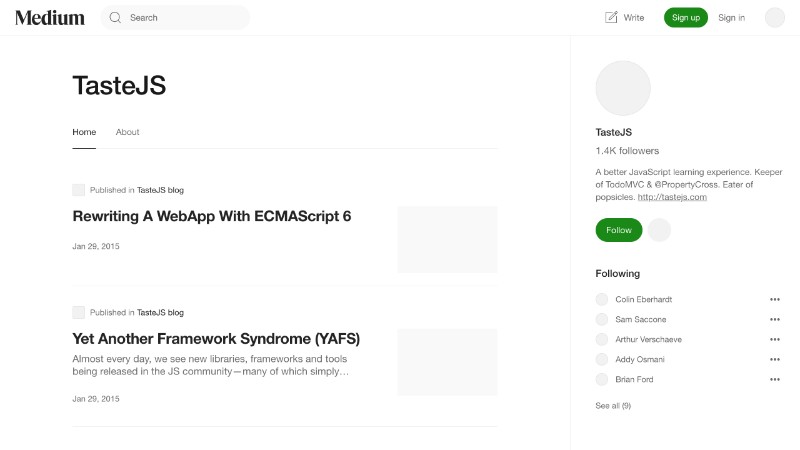 Medium
Search
Write
Sign up
Sign in
TasteJS
Home
About
Published in TasteJS blog
Rewriting A WebApp With ECMAScript 6
Jan 29, 2015
Published in TasteJS blog
Yet Another Framework Syndrome (YAFS)
Almost every day, we see new libraries, frameworks and tools
being released in the JS community—many of which simply…
Jan 29, 2015
TasteJS
1.4K followers
A better JavaScript learning experience. Keeper
of TodoMVC & @PropertyCross. Eater of
popsicles. http://tastejs.com
Follow
Following
Colin Eberhardt
Sam Saccone
Arthur Verschaeve
Addy Osmani
Brian Ford
See all (9)